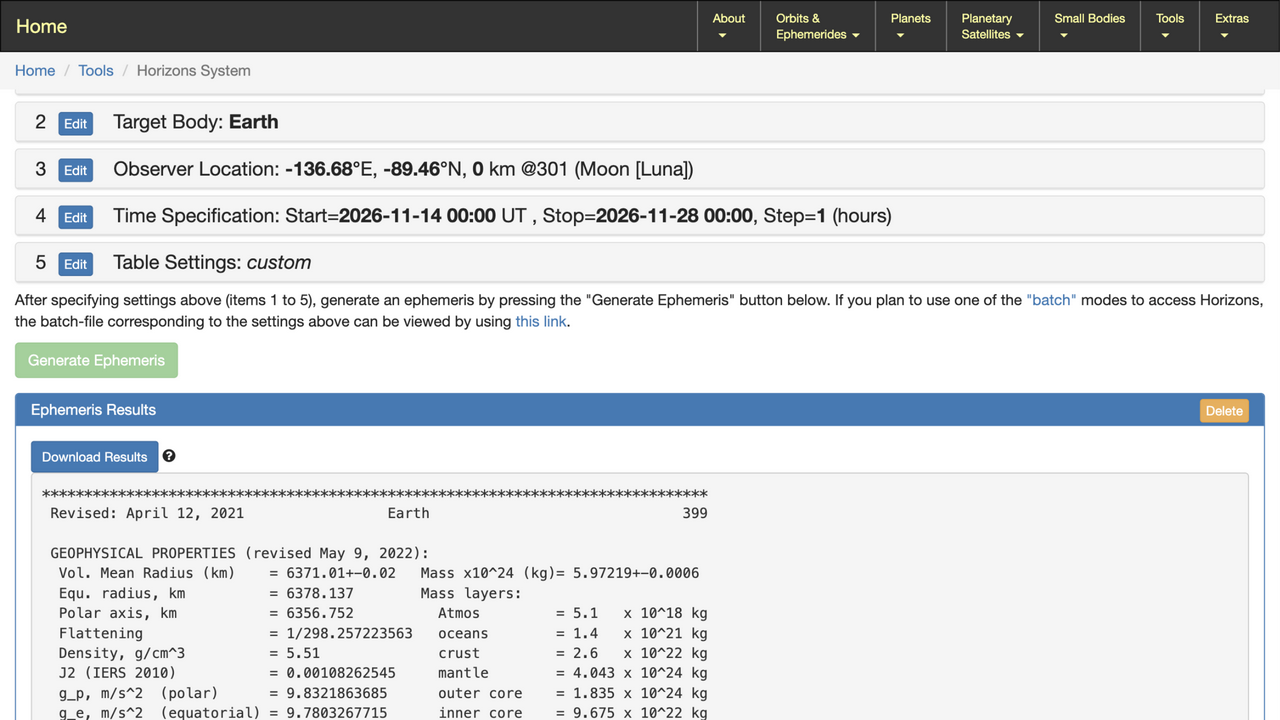 Home
About
Orbits &
Ephemerides
Planets
Planetary
Satellites
Small Bodies
Tools
Extras
Home / Tools / Horizons System
2 Edit Target Body: Earth
3 Edit Observer Location: -136.68°E, -89.46°N, 0 km @301 (Moon [Luna])
4 Edit Time Specification: Start=2026-11-14 00:00 UT , Stop=2026-11-28 00:00, Step=1 (hours)
5 Edit Table Settings: custom
After specifying settings above (items 1 to 5), generate an ephemeris by pressing the "Generate Ephemeris" button below. If you plan to use one of the "batch" modes to access Horizons,
the batch-file corresponding to the settings above can be viewed by using this link.
Generate Ephemeris
Ephemeris Results
Delete
Download Results ?
*******************************************************************************
Revised: April 12, 2021 Earth 399
GEOPHYSICAL PROPERTIES (revised May 9, 2022):
Vol. Mean Radius (km) = 6371.01+-0.02 Mass x10^24 (kg)= 5.97219+-0.0006
Equ. radius, km = 6378.137 Mass layers:
Polar axis, km = 6356.752 Atmos = 5.1 x 10^18 kg
Flattening = 1/298.257223563 oceans = 1.4 x 10^21 kg
Density, g/cm^3 = 5.51 crust = 2.6 x 10^22 kg
J2 (IERS 2010) = 0.00108262545 mantle = 4.043 x 10^24 kg
g_p, m/s^2 (polar) = 9.8321863685 outer core = 1.835 x 10^24 kg
g_e, m/s^2 (equatorial) = 9.7803267715 inner core = 9.675 x 10^22 kg